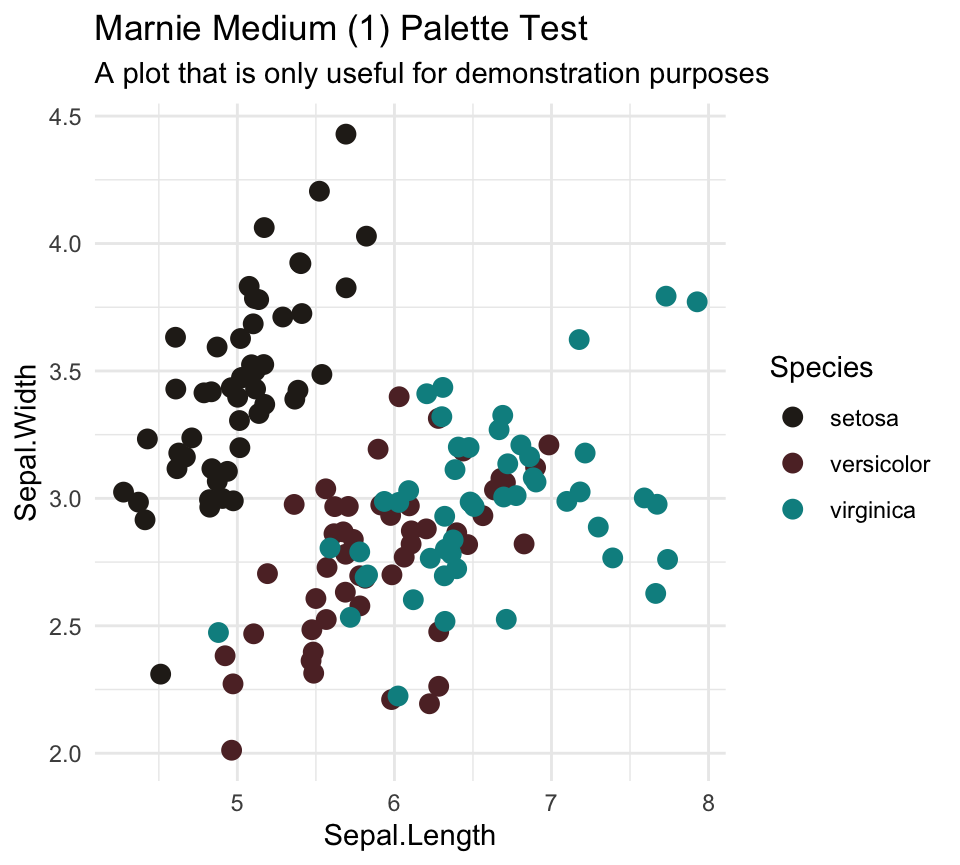 Marnie Medium (1) Palette Test
A plot that is only useful for demonstration purposes
4.5
4.0
3.5
3.0
2.5
2.0
Sepal.Width
5 6 7 8
Sepal.Length
Species
setosa
versicolor
virginica